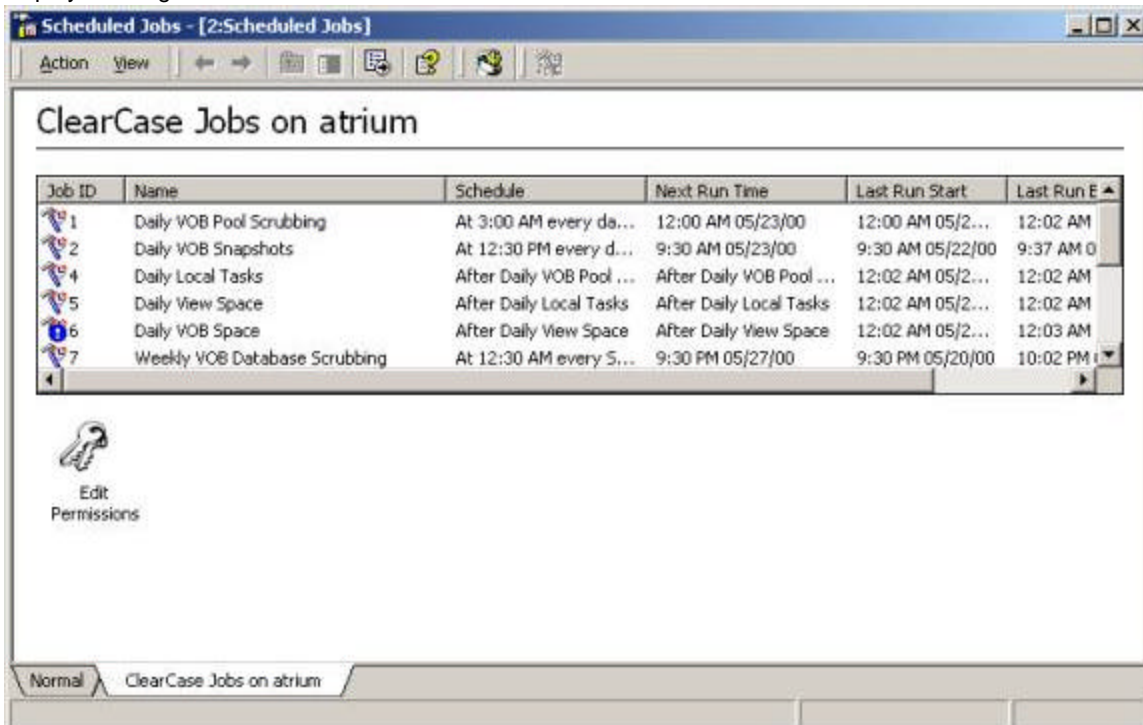 Scheduled Jobs - [2:Scheduled Jobs]
Action View
ClearCase Jobs on atrium
Job ID Name Schedule Next Run Time Last Run Start Last Run E
1 Daily VOB Pool Scrubbing At 3:00 AM every da... 12:00 AM 05/23/00 12:00 AM 05/2... 12:02 AM
2 Daily VOB Snapshots At 12:30 PM every d... 9:30 AM 05/23/00 9:30 AM 05/22/00 9:37 AM 0
4 Daily Local Tasks After Daily VOB Pool ... After Daily VOB Pool ... 12:02 AM 05/2... 12:02 AM
5 Daily View Space After Daily Local Tasks After Daily Local Tasks 12:02 AM 05/2... 12:02 AM
6 Daily VOB Space After Daily View Space After Daily View Space 12:02 AM 05/2... 12:03 AM
7 Weekly VOB Database Scrubbing At 12:30 AM every S... 9:30 PM 05/27/00 9:30 PM 05/20/00 10:02 PM
Edit
Permissions
Normal ClearCase Jobs on atrium